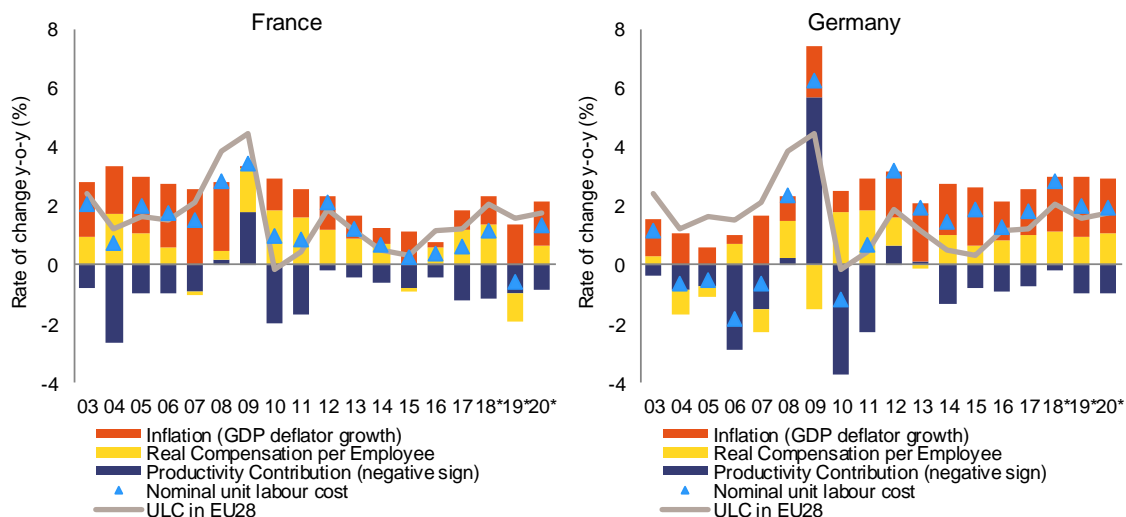 France
Rate of change y-o-y (%)
8
6
4
2
0
-2
-4
03 04 05 06 07 08 09 10 11 12 13 14 15 16 17 18* 19* 20*
Inflation (GDP deflator growth)
Real Compensation per Employee
Productivity Contribution (negative sign)
Nominal unit labour cost
ULC in EU28
Germany
Rate of change y-o-y (%)
8
6
4
2
0
-2
-4
03 04 05 06 07 08 09 10 11 12 13 14 15 16 17 18* 19* 20*
Inflation (GDP deflator growth)
Real Compensation per Employee
Productivity Contribution (negative sign)
Nominal unit labour cost
ULC in EU28